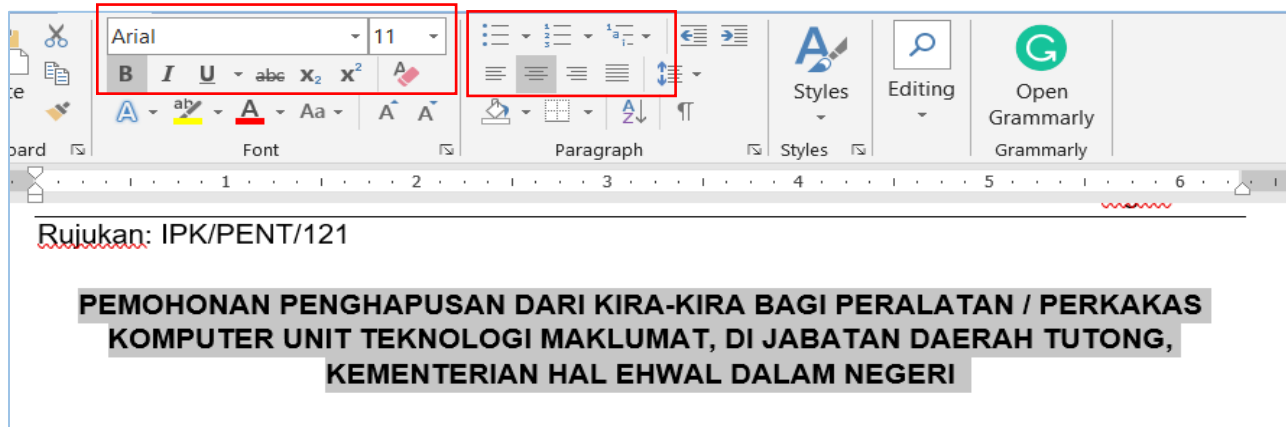 Arial 11
B I U abc X₂ X² A
A aby A Aa A A A Z ¶
Styles Editing Open Grammarly
Font Paragraph Styles Grammarly
1 2 3 4 5 6
Rujukan: IPK/PENT/121
PEMOHONAN PENGHAPUSAN DARI KIRA-KIRA BAGI PERALATAN / PERKAKAS
KOMPUTER UNIT TEKNOLOGI MAKLUMAT, DI JABATAN DAERAH TUTONG,
KEMENTERIAN HAL EHWAL DALAM NEGERI